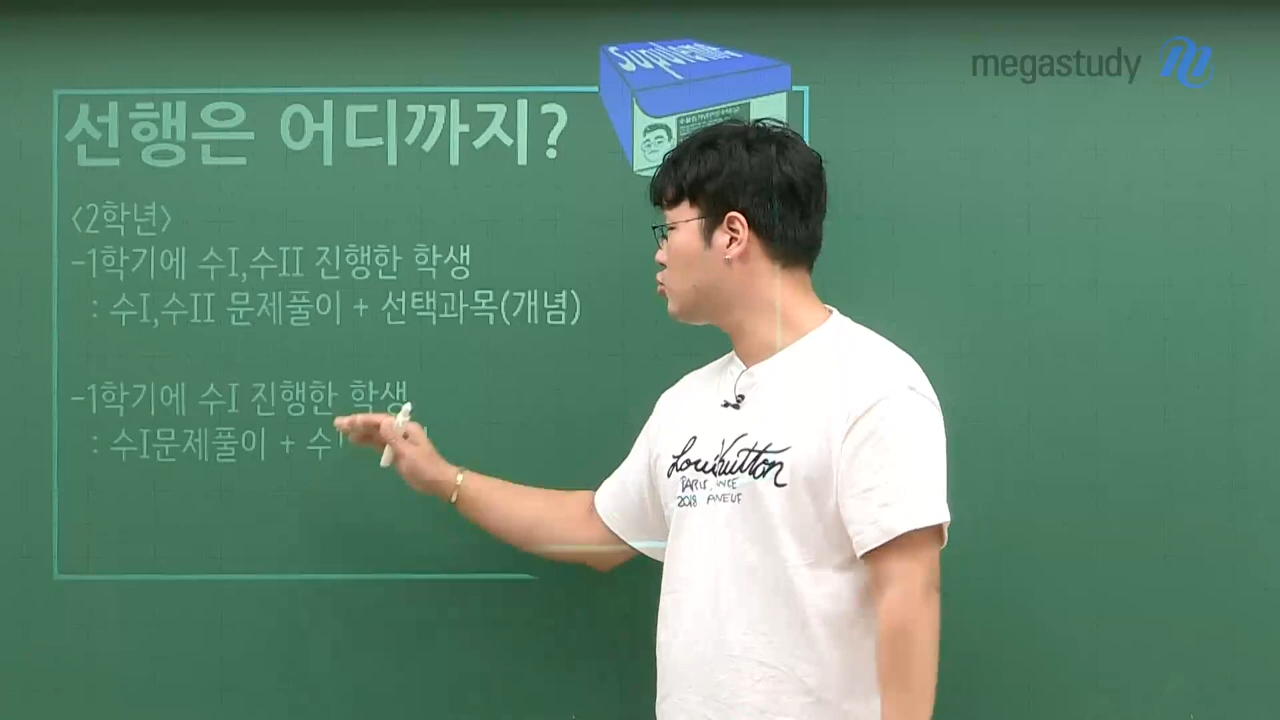 megastudy
선행은 어디까지?
<2학년>
-1학기에 수I,수II 진행한 학생
: 수I,수II 문제풀이 + 선택과목(개념)
-1학기에 수I 진행한 학생
: 수I문제풀이 +
Louis Vuitton
2018